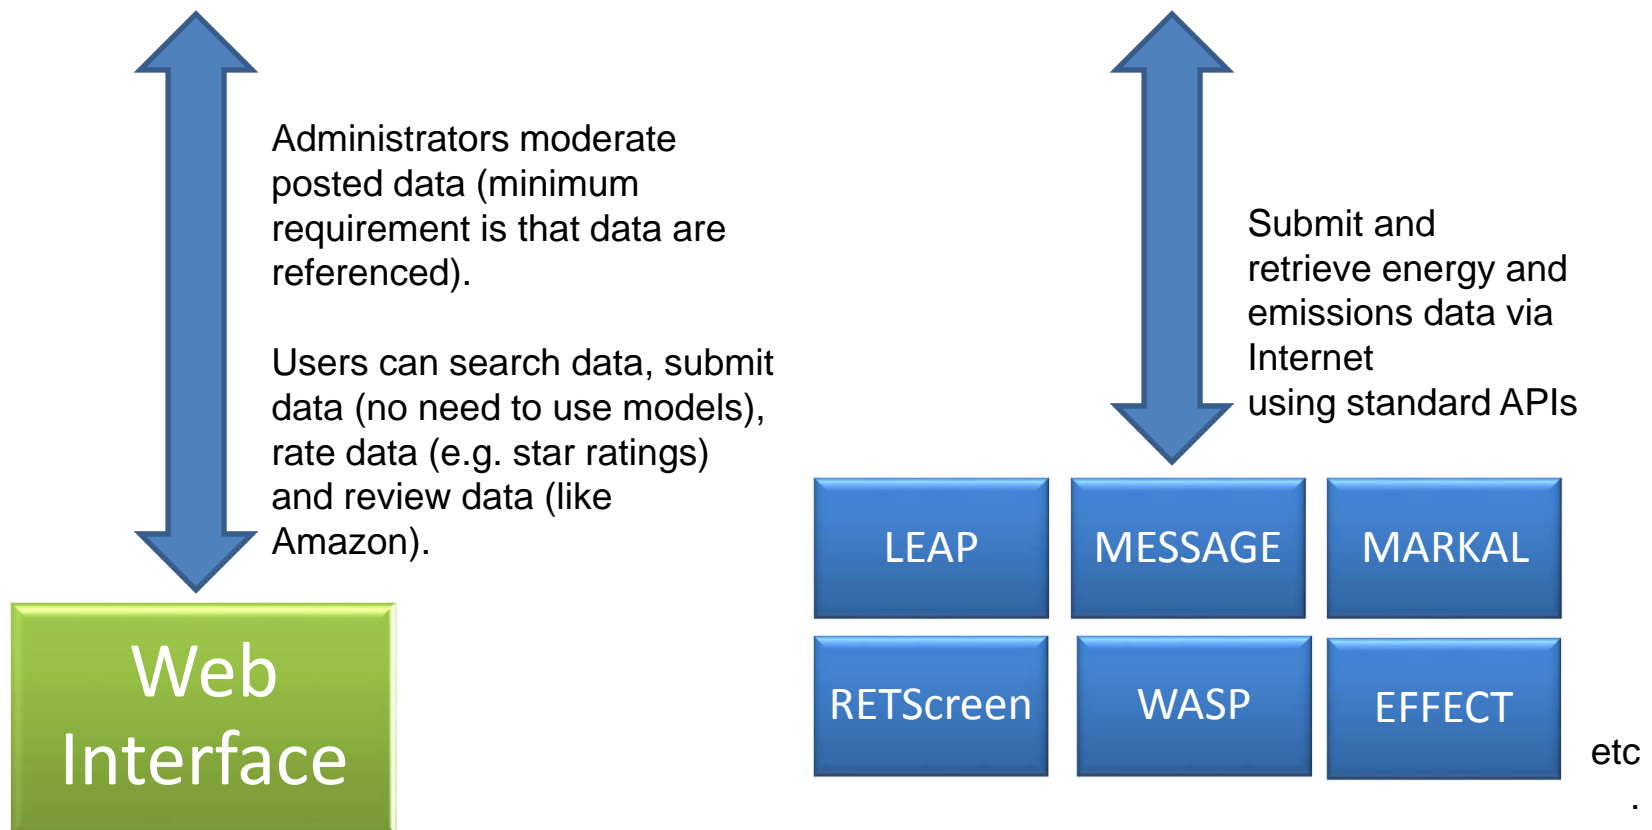 Administrators moderate
posted data (minimum
requirement is that data are
referenced).
Users can search data, submit
data (no need to use models),
rate data (e.g. star ratings)
and review data (like
Amazon).
Web
Interface
Submit and
retrieve energy and
emissions data via
Internet
using standard APIs
LEAP
MESSAGE
MARKAL
RETScreen
WASP
EFFECT
etc
.